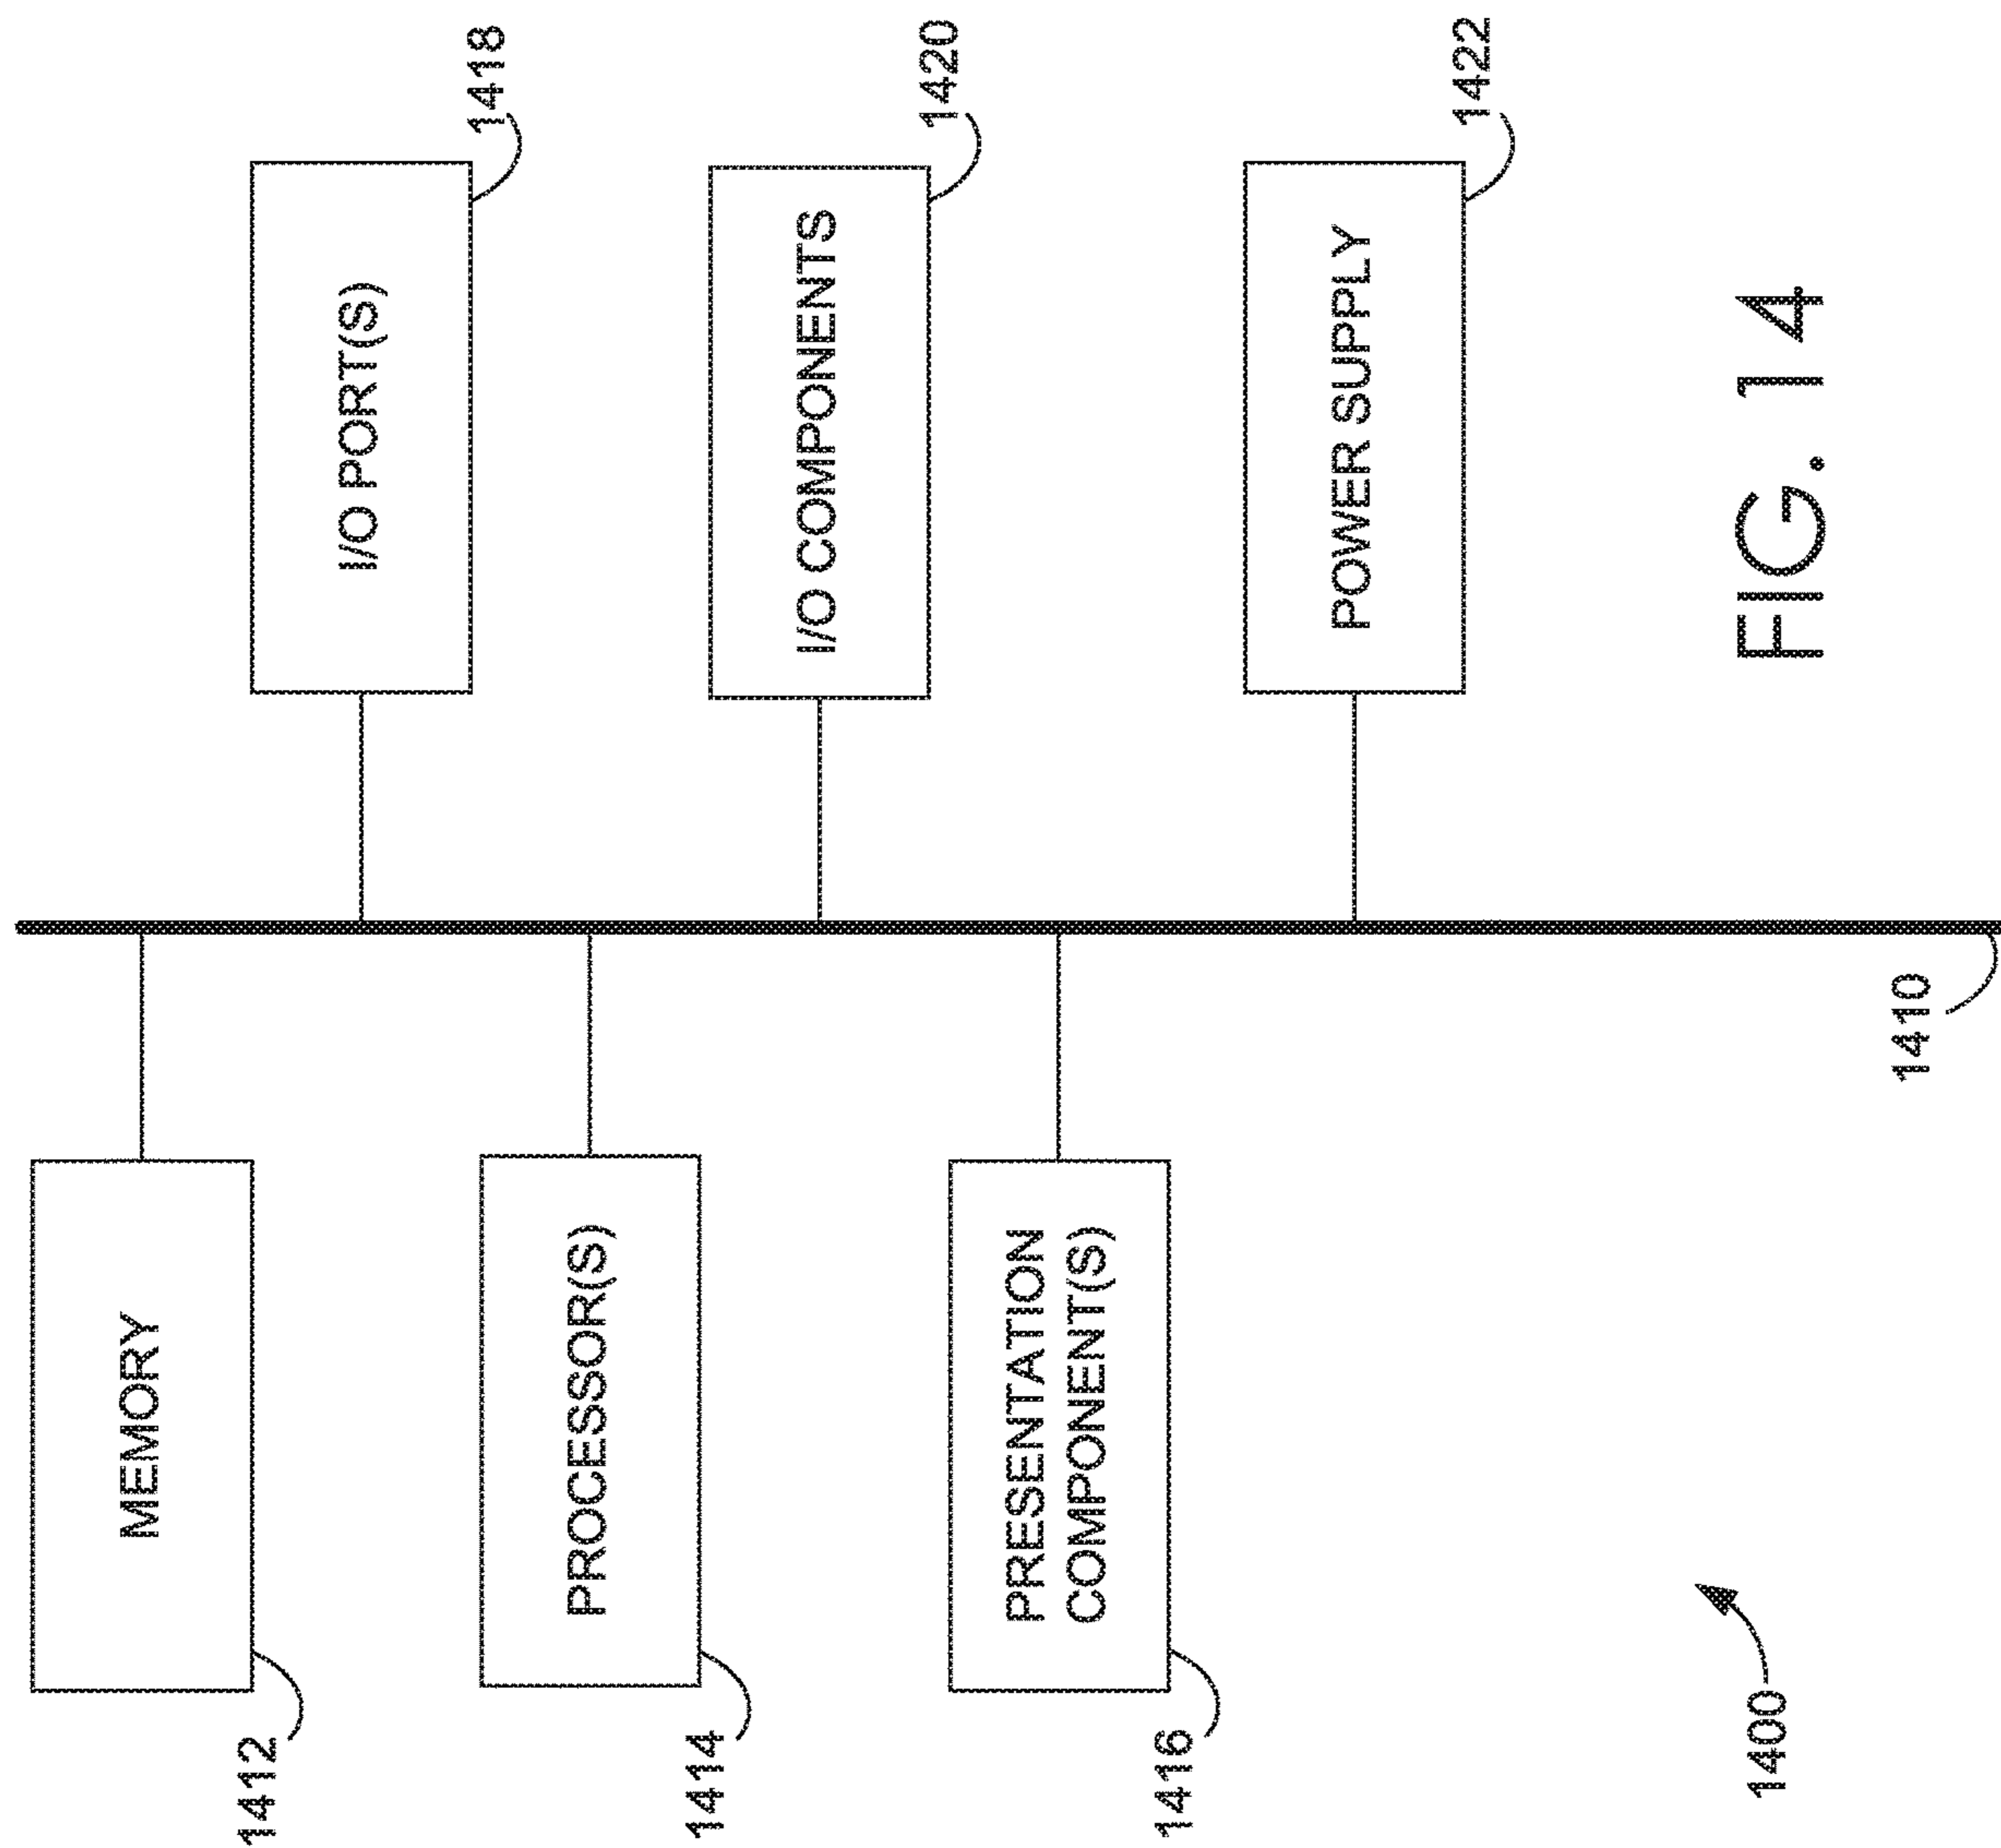 MEMORY
1412
PROCESSOR(S)
1414
PRESENTATION
COMPONENT(S)
1416
I/O PORT(S)
1418
I/O COMPONENTS
1420
POWER SUPPLY
1422
1410
1400
FIG. 14